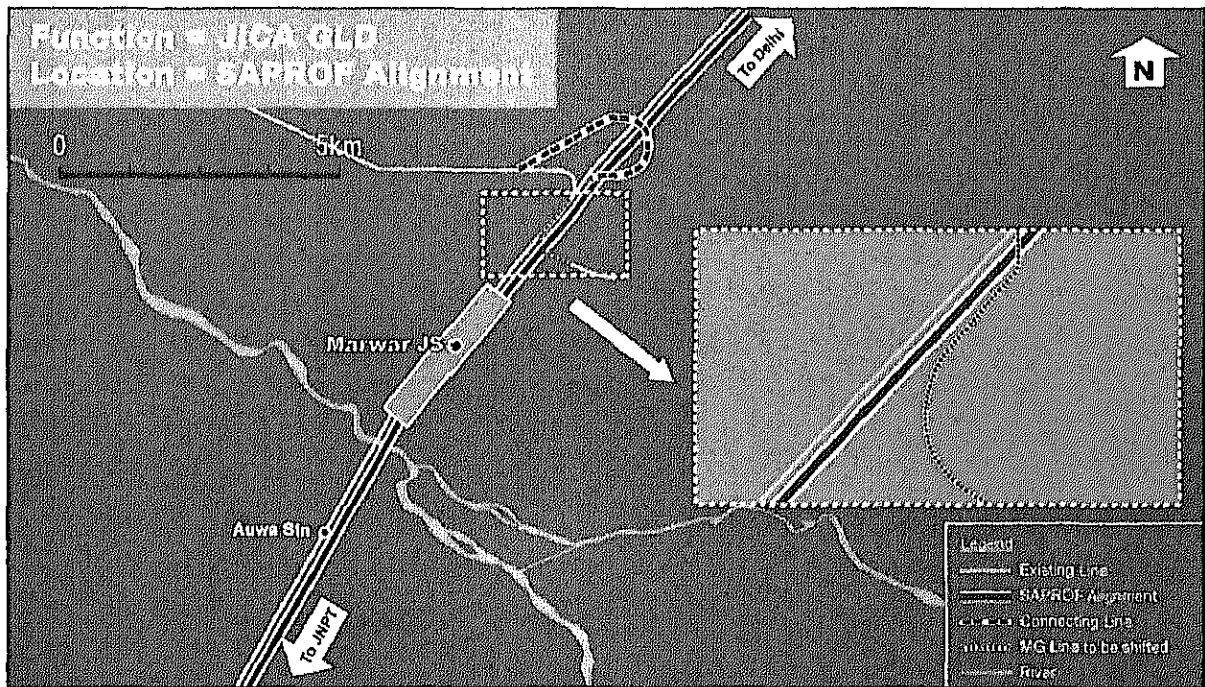 Function = JICA GLD
Location = SAPROF Alignment
To Delhi
N
0 5km
Marwar JS
Auwa Stn
To JNPT
Legend
Existing Line
SAPROF Alignment
Connecting Line
MG Line to be shifted
River